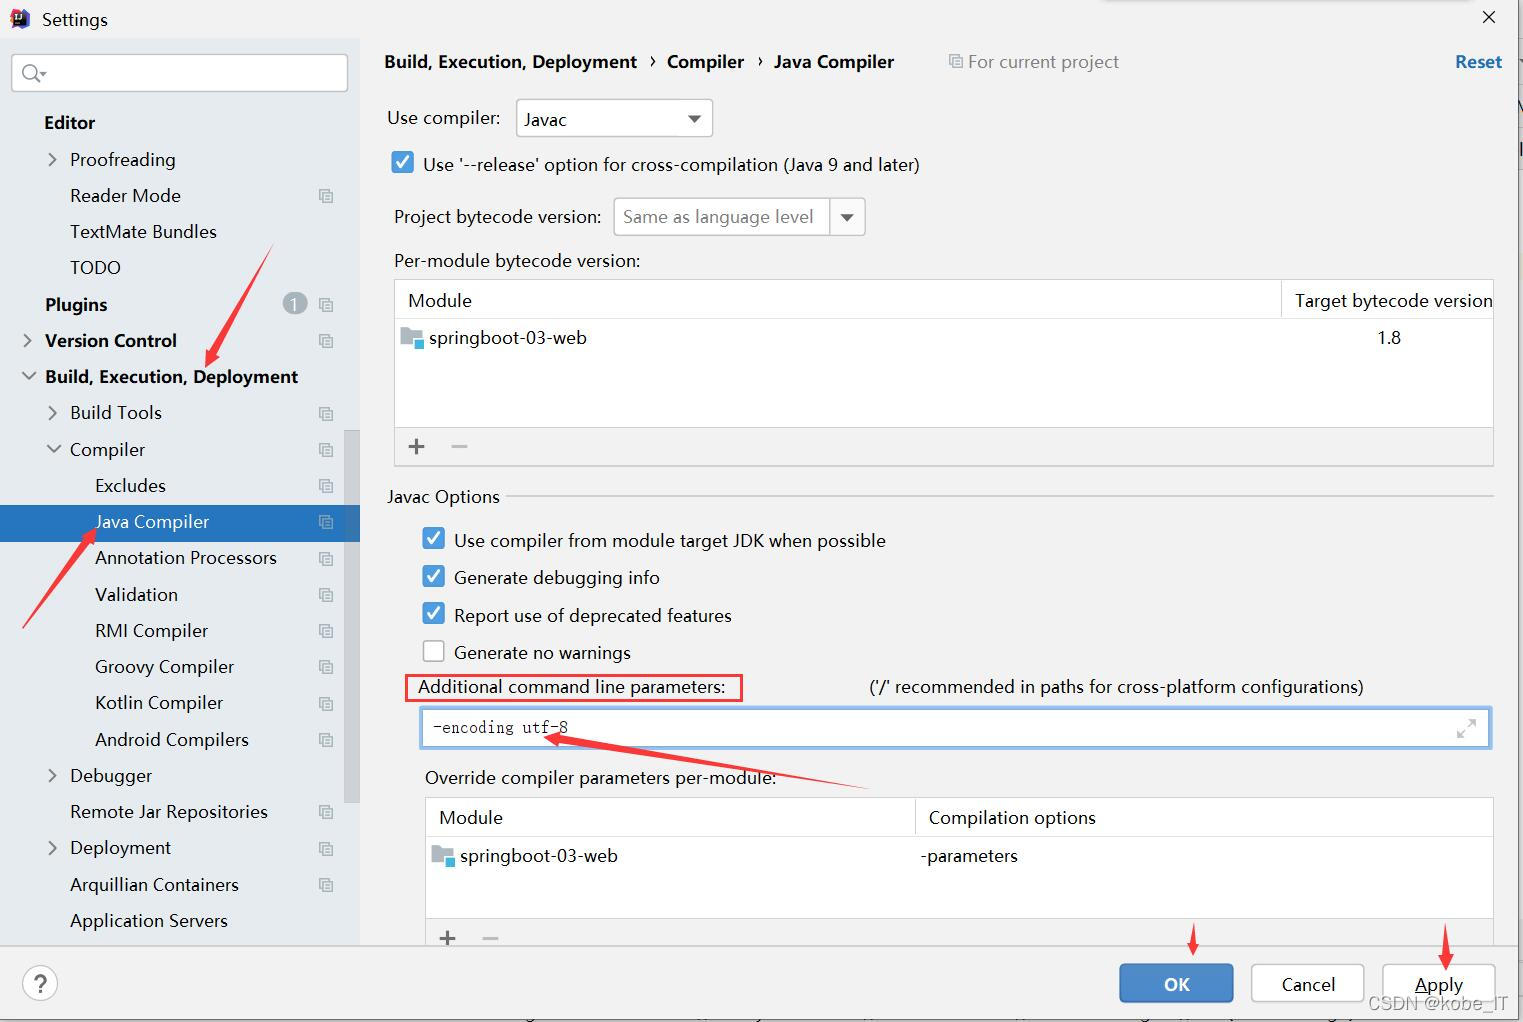 Settings
Editor
Proofreading
Reader Mode
TextMate Bundles
TODO
Plugins 1
Version Control
Build, Execution, Deployment
Build Tools
Compiler
Excludes
Java Compiler
Annotation Processors
Validation
RMI Compiler
Groovy Compiler
Kotlin Compiler
Android Compilers
Debugger
Remote Jar Repositories
Deployment
Arquillian Containers
Application Servers
Build, Execution, Deployment › Compiler › Java Compiler For current project Reset
Use compiler: Javac
Use '--release' option for cross-compilation (Java 9 and later)
Project bytecode version: Same as language level
Per-module bytecode version:
Module Target bytecode version
springboot-03-web 1.8
Javac Options
Use compiler from module target JDK when possible
Generate debugging info
Report use of deprecated features
Generate no warnings
Additional command line parameters: ('/' recommended in paths for cross-platform configurations)
-encoding utf-8
Override compiler parameters per-module:
Module Compilation options
springboot-03-web -parameters
? OK Cancel Apply
CSDN @kobe_IT